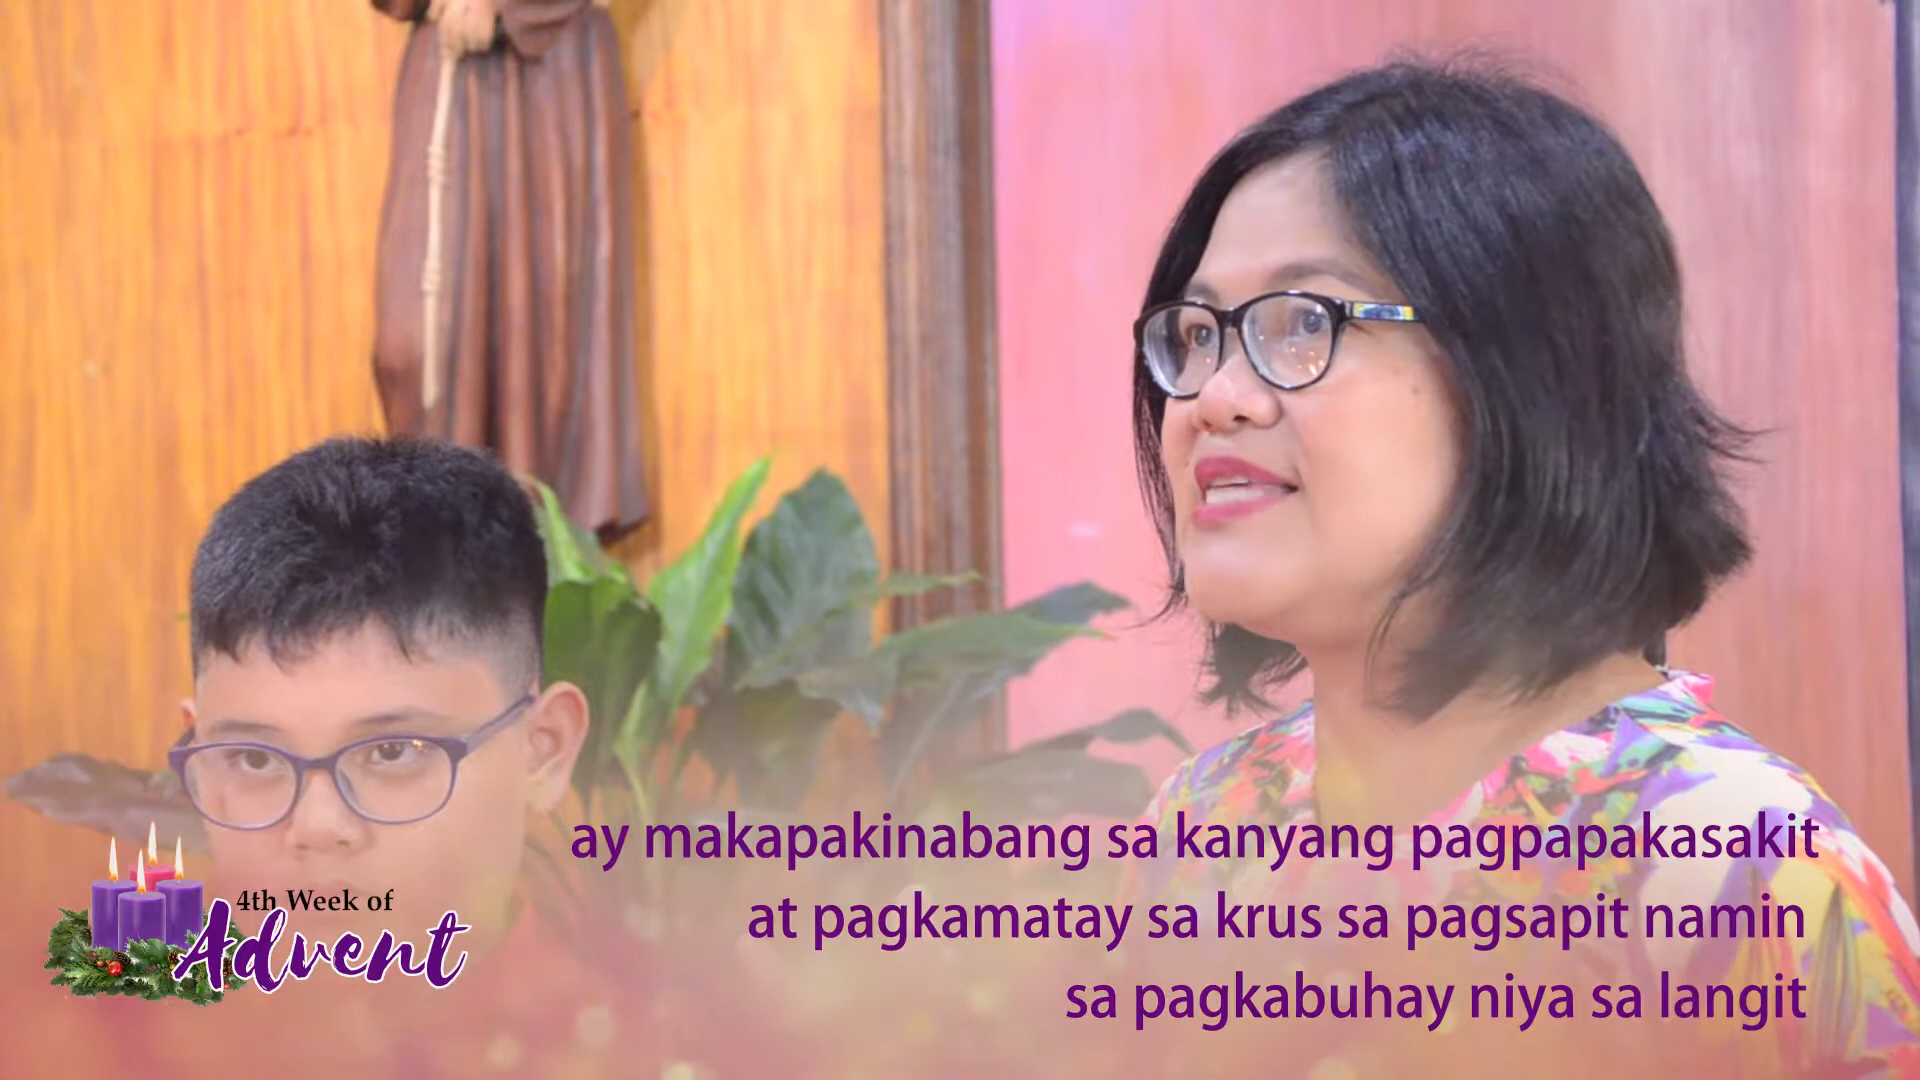 ay makapakinabang sa kanyang pagpapakasakit
at pagkamatay sa krus sa pagsapit namin
sa pagkabuhay niya sa langit
4th Week of
Advent